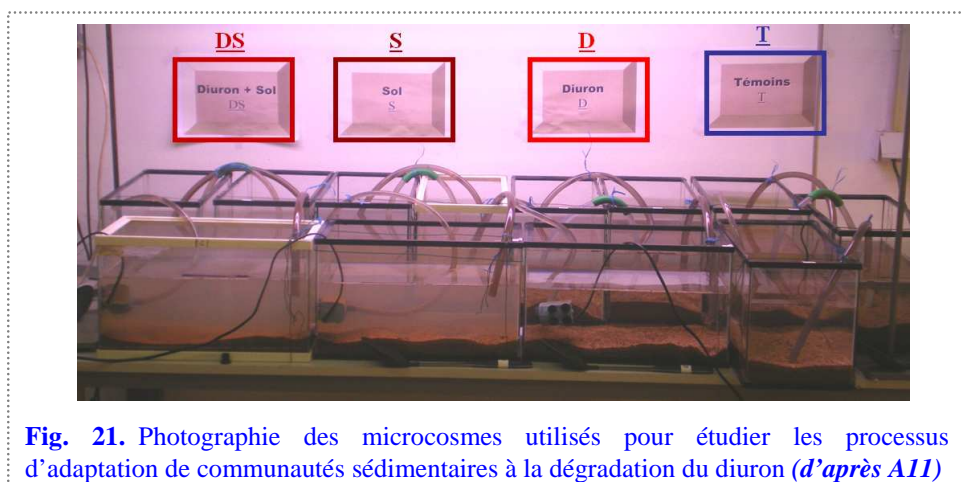 DS S D T
Diuron + Sol
DS
Sol
S
Diuron
D
Témoins
T
Fig. 21. Photographie des microcosmes utilisés pour étudier les processus
d'adaptation de communautés sédimentaires à la dégradation du diuron (d'après A11)